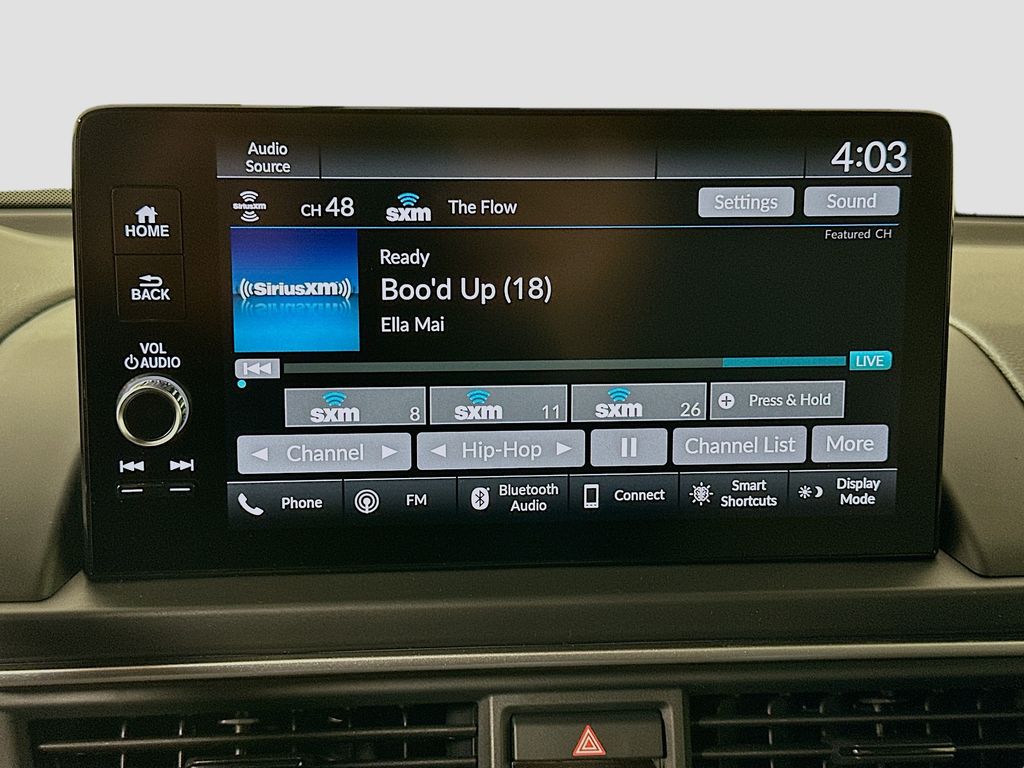 Audio
Source
4:03
SiriusXM
CH 48
sxm
The Flow
Settings
Sound
Featured CH
HOME
BACK
VOL
AUDIO
((SiriusXM))
Ready
Boo'd Up (18)
Ella Mai
LIVE
sxm 8
sxm 11
sxm 26
Press & Hold
Channel
Hip-Hop
Channel List
More
Phone
FM
Bluetooth
Audio
Connect
Smart
Shortcuts
Display
Mode